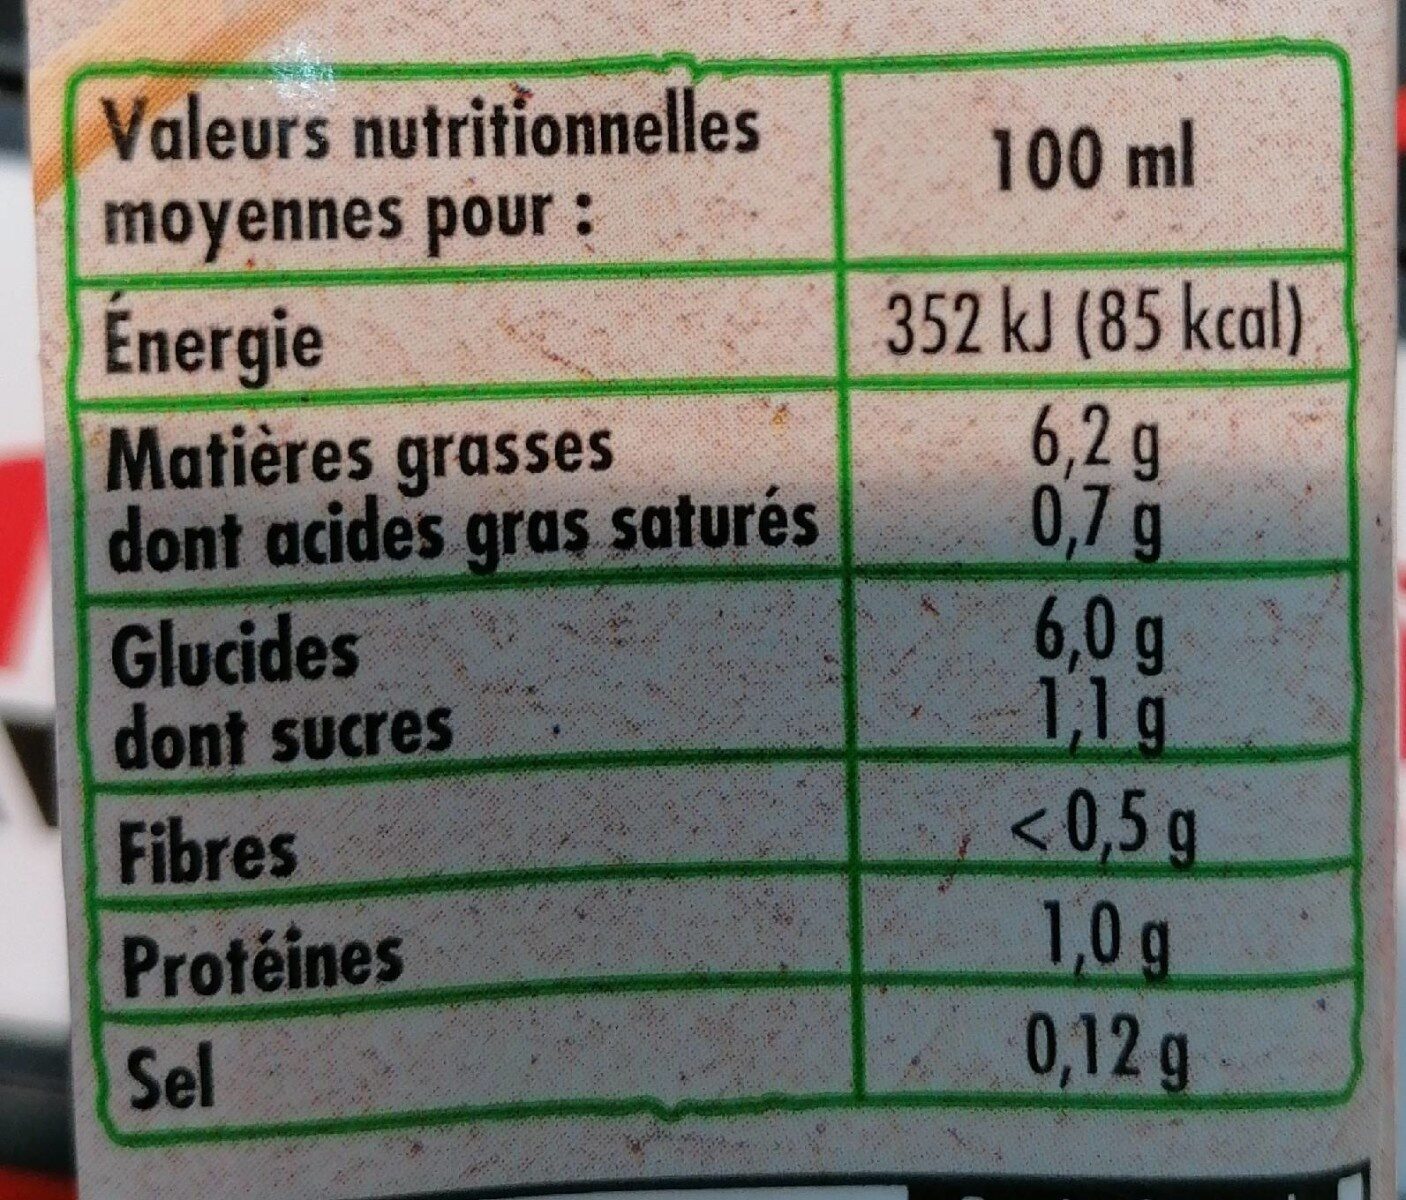 Valeurs nutritionnelles
moyennes pour : 100 ml
Énergie 352 kJ (85 kcal)
Matières grasses 6,2 g
dont acides gras saturés 0,7 g
Glucides 6,0 g
dont sucres 1,1 g
Fibres < 0,5 g
Protéines 1,0 g
Sel 0,12 g